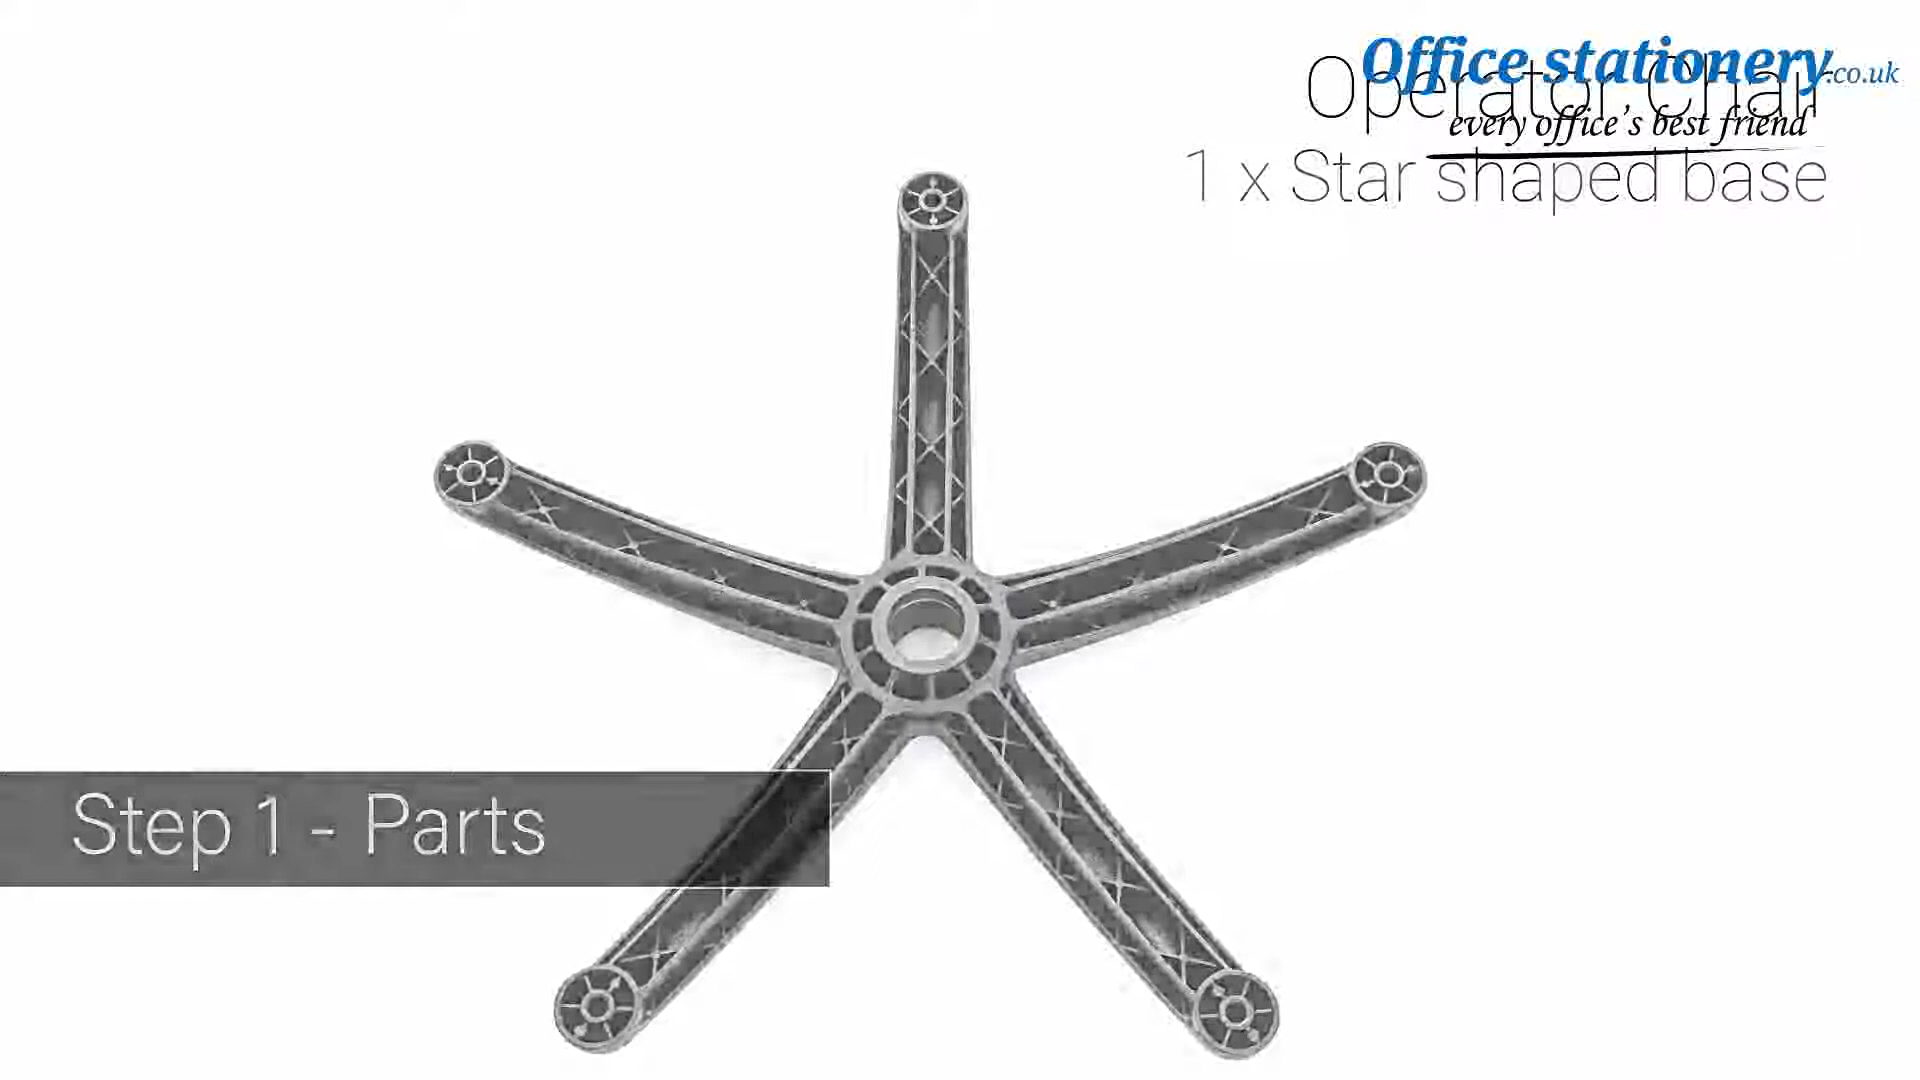 Office stationery.co.uk
Operator Chair
every office's best friend
1 x Star shaped base
Step 1 - Parts